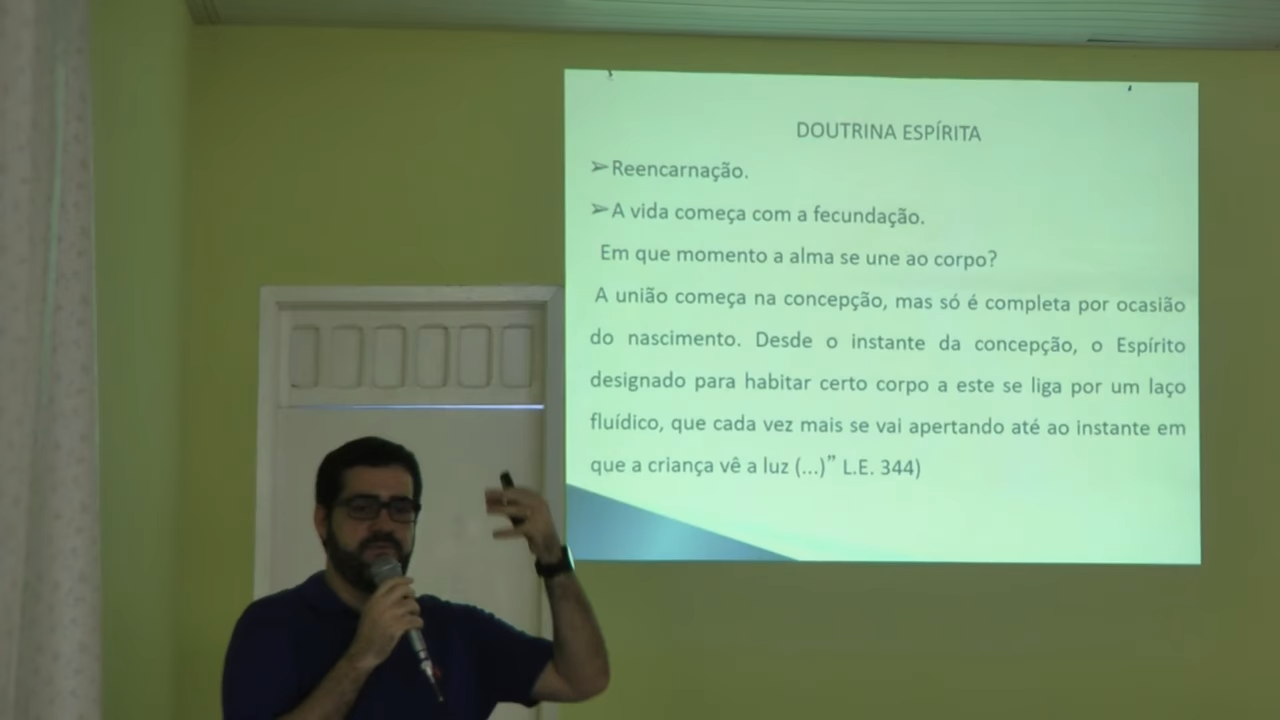 DOUTRINA ESPÍRITA
➢Reencarnação.
➢A vida começa com a fecundação.
Em que momento a alma se une ao corpo?
A união começa na concepção, mas só é completa por ocasião
do nascimento. Desde o instante da concepção, o Espírito
designado para habitar certo corpo a este se liga por um laço
fluídico, que cada vez mais se vai apertando até ao instante em
que a criança vê a luz (...)” L.E. 344)